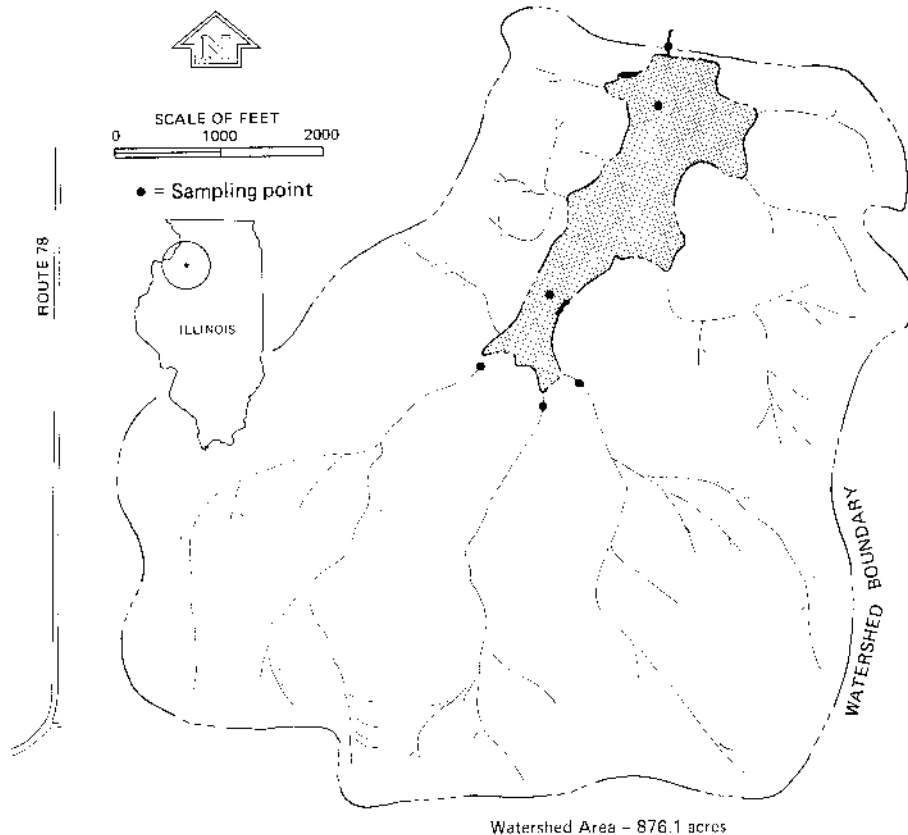 N
SCALE OF FEET
0 1000 2000
● = Sampling point
ROUTE 78
ILLINOIS
WATERSHED BOUNDARY
Watershed Area - 876.1 acres